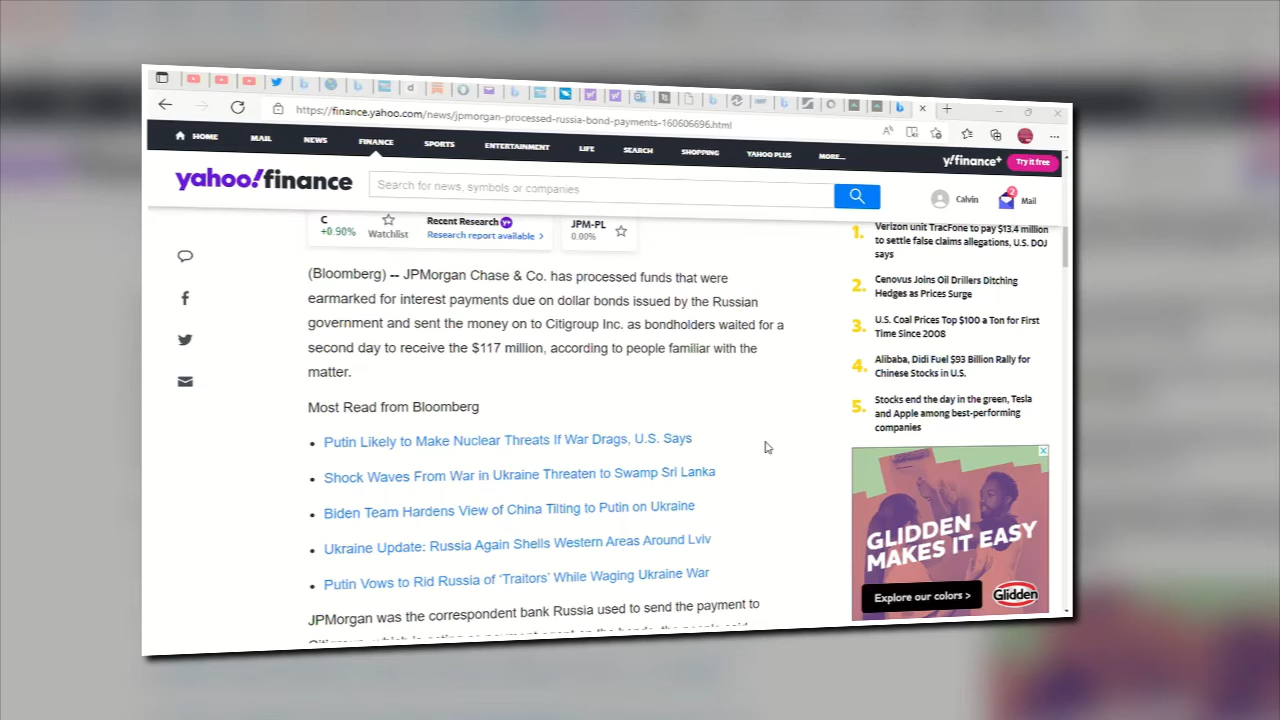 https://finance.yahoo.com/news/jpmorgan-processed-russia-bond-payments-160606696.html
HOME MAIL NEWS FINANCE SPORTS ENTERTAINMENT LIFE SEARCH SHOPPING YAHOO PLUS MORE...
y!finance+ Try it free
yahoo!finance
Search for news, symbols or companies
Calvin
2
Mail
C
+0.90%
Watchlist
Recent Research
Research report available >
JPM-PL
0.00%
(Bloomberg) -- JPMorgan Chase & Co. has processed funds that were
earmarked for interest payments due on dollar bonds issued by the Russian
government and sent the money on to Citigroup Inc. as bondholders waited for a
second day to receive the $117 million, according to people familiar with the
matter.
Most Read from Bloomberg
• Putin Likely to Make Nuclear Threats If War Drags, U.S. Says
• Shock Waves From War in Ukraine Threaten to Swamp Sri Lanka
• Biden Team Hardens View of China Tilting to Putin on Ukraine
• Ukraine Update: Russia Again Shells Western Areas Around Lviv
• Putin Vows to Rid Russia of ‘Traitors’ While Waging Ukraine War
JPMorgan was the correspondent bank Russia used to send the payment to
1. Verizon unit TracFone to pay $13.4 million
to settle false claims allegations, U.S. DOJ
says
2. Cenovus Joins Oil Drillers Ditching
Hedges as Prices Surge
3. U.S. Coal Prices Top $100 a Ton for First
Time Since 2008
4. Alibaba, Didi Fuel $93 Billion Rally for
Chinese Stocks in U.S.
5. Stocks end the day in the green, Tesla
and Apple among best-performing
companies
GLIDDEN
MAKES IT EASY
Explore our colors >
Glidden